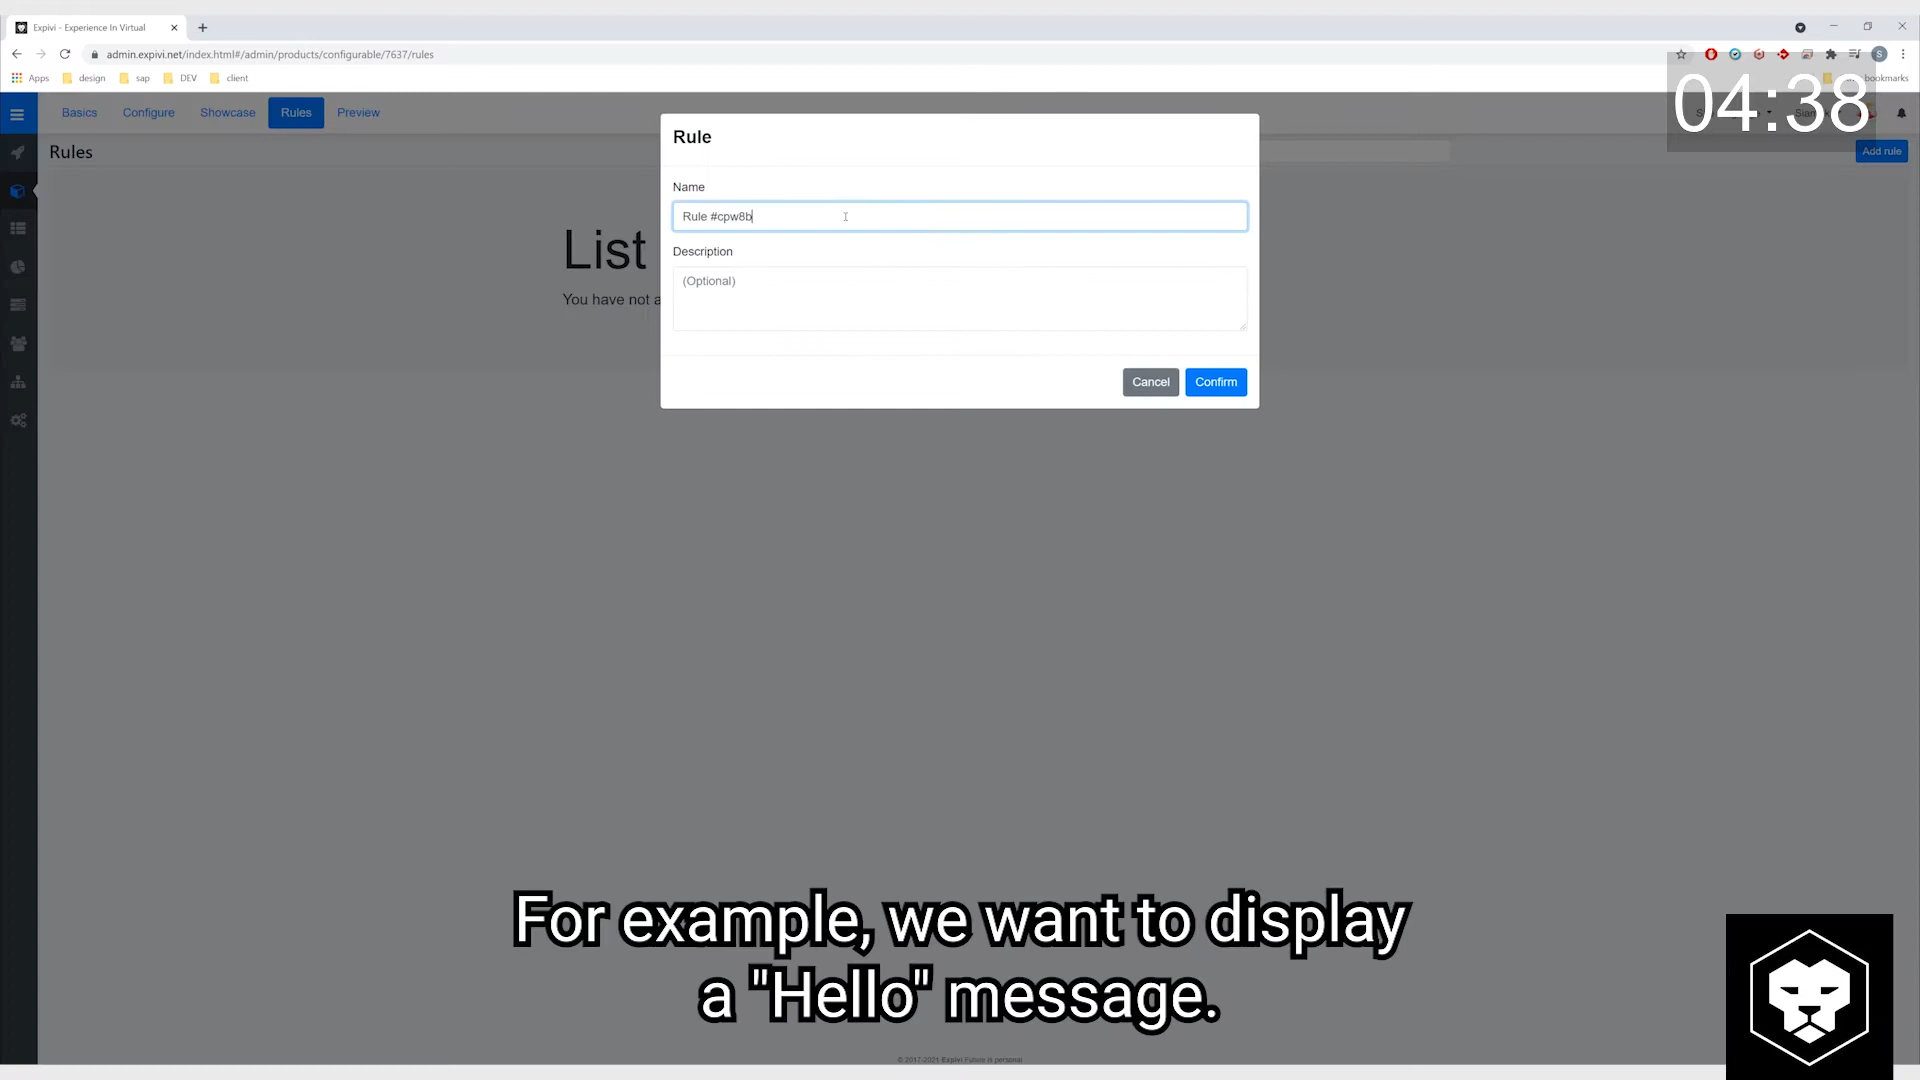 Expivi - Experience In Virtual
admin.expivi.net/index.html#/admin/products/configurable/7637/rules
S
Apps design sap DEV client
bookmarks
04:38
Basics Configure Showcase Rules Preview
Rules
Add rule
Rule
Name
Rule #cpw8b
Description
(Optional)
List
You have not a
Cancel Confirm
For example, we want to display
a "Hello" message.
© 2017-2021 Expivi Future is personal